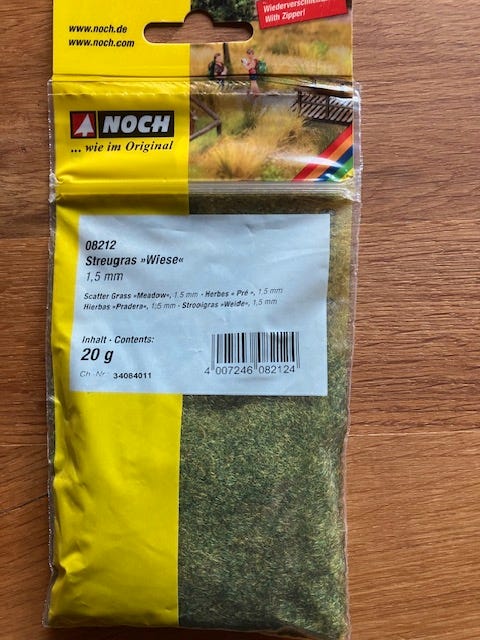 Wiederverschließbar
With Zipper!
www.noch.de
www.noch.com
NOCH
... wie im Original
08212
Streugras »Wiese«
1,5 mm
Scatter Grass »Meadow«, 1,5 mm · Herbes « Pré », 1,5 mm
Hierbas »Pradera«, 1,5 mm · Strooigras »Weide«, 1,5 mm
Inhalt · Contents:
20 g
Ch.-Nr.: 34084011
4 007246 082124